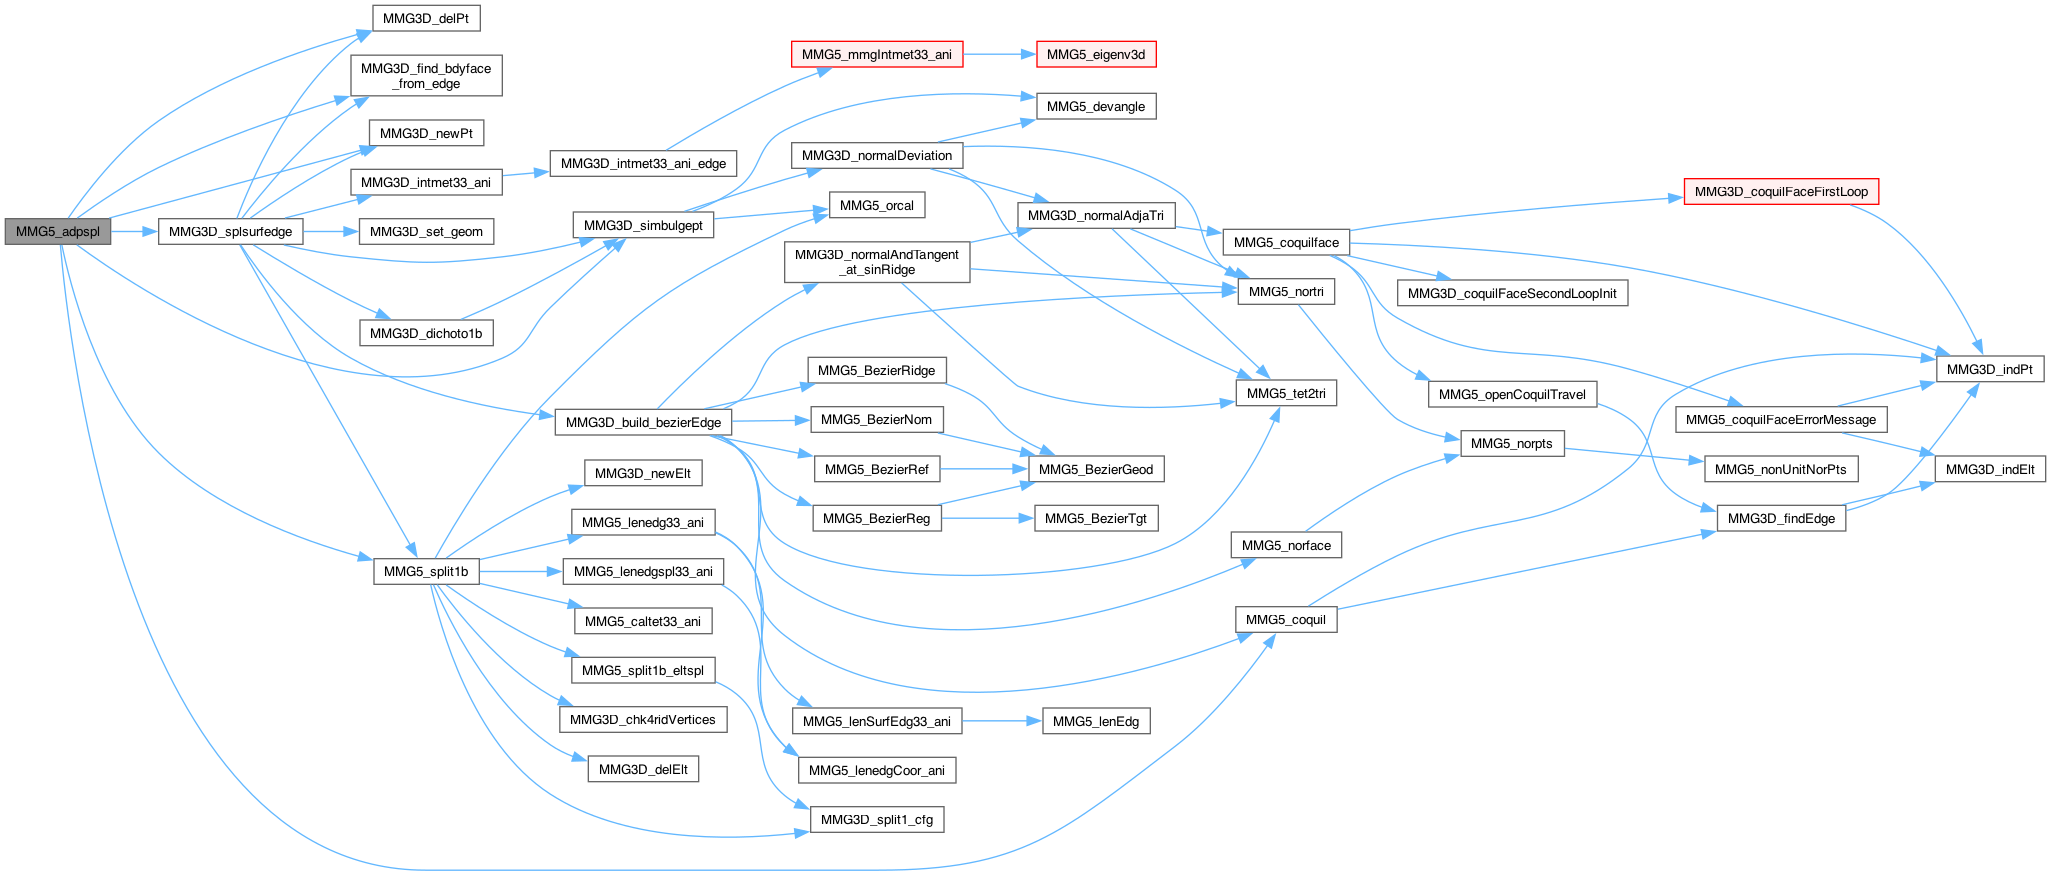 MMG5_adpspl
MMG3D_splsurfedge
MMG3D_delPt
MMG3D_find_bdyface
_from_edge
MMG3D_newPt
MMG3D_intmet33_ani
MMG3D_set_geom
MMG3D_dichoto1b
MMG5_split1b
MMG3D_intmet33_ani_edge
MMG3D_simbulgept
MMG3D_build_bezierEdge
MMG3D_newElt
MMG5_lenedg33_ani
MMG5_lenedgspl33_ani
MMG5_caltet33_ani
MMG5_split1b_eltspl
MMG3D_chk4ridVertices
MMG3D_delElt
MMG5_mmgIntmet33_ani
MMG3D_normalDeviation
MMG5_orcal
MMG3D_normalAndTangent
_at_sinRidge
MMG5_BezierRidge
MMG5_BezierNom
MMG5_BezierRef
MMG5_BezierReg
MMG5_lenSurfEdg33_ani
MMG5_lenedgCoor_ani
MMG3D_split1_cfg
MMG5_eigenv3d
MMG5_devangle
MMG3D_normalAdjaTri
MMG5_BezierGeod
MMG5_BezierTgt
MMG5_lenEdg
MMG5_coquilface
MMG5_nortri
MMG5_tet2tri
MMG5_norface
MMG5_coquil
MMG3D_coquilFaceFirstLoop
MMG3D_coquilFaceSecondLoopInit
MMG5_openCoquilTravel
MMG5_norpts
MMG5_coquilFaceErrorMessage
MMG5_nonUnitNorPts
MMG3D_findEdge
MMG3D_indPt
MMG3D_indElt